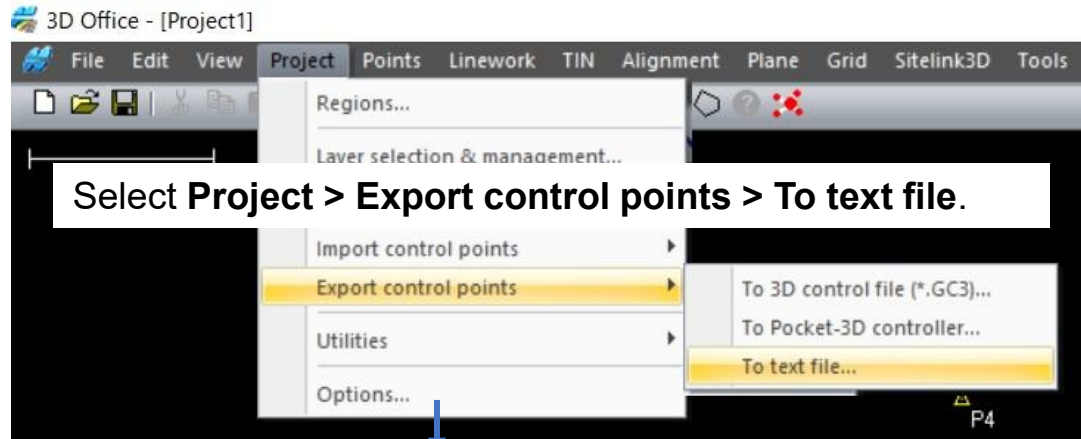 3D Office - [Project1]
File Edit View Project Points Linework TIN Alignment Plane Grid Sitelink3D Tools
Regions...
Layer selection & management...
Select Project > Export control points > To text file.
Import control points
Export control points
To 3D control file (*.GC3)...
To Pocket-3D controller...
Utilities
To text file...
Options...
P4